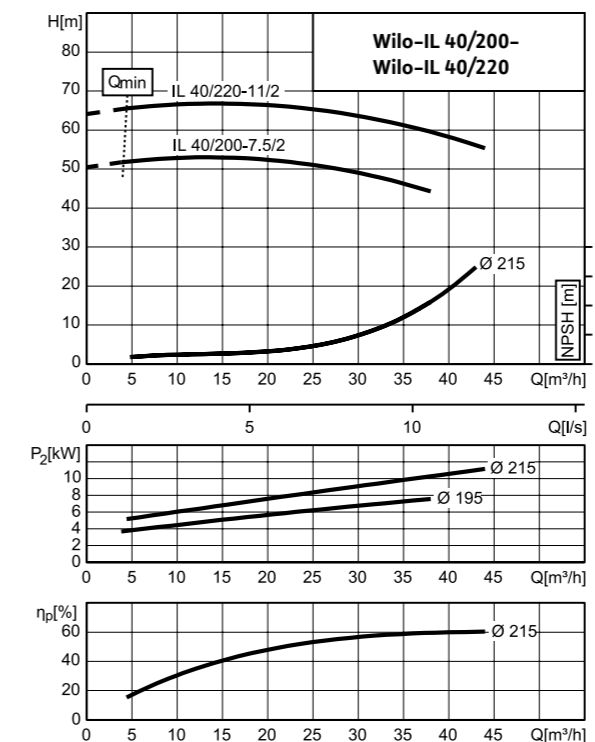 H[m]
Wilo-IL 40/200-
Wilo-IL 40/220
80
70
60
50
40
30
20
10
0
Qmin
IL 40/220-11/2
IL 40/200-7.5/2
Ø 215
NPSH [m]
0 5 10 15 20 25 30 35 40 45 Q[m³/h]
0 5 10 Q[l/s]
P₂[kW]
10
8
6
4
2
0
Ø 215
Ø 195
0 5 10 15 20 25 30 35 40 45 Q[m³/h]
ηₚ[%]
60
40
20
0
Ø 215
0 5 10 15 20 25 30 35 40 45 Q[m³/h]